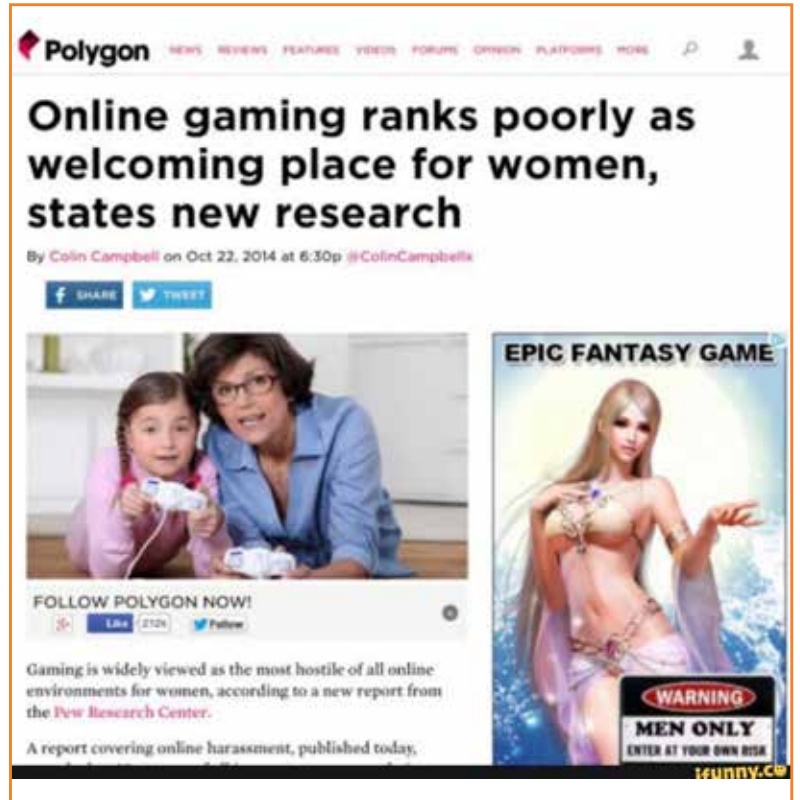 Polygon NEWS REVIEWS FEATURES VIDEOS FORUMS OPINION PLATFORMS MORE
Online gaming ranks poorly as
welcoming place for women,
states new research
By Colin Campbell on Oct 22, 2014 at 6:30p @ColinCampbellx
f SHARE TWEET
EPIC FANTASY GAME
FOLLOW POLYGON NOW!
Like 212k Follow
Gaming is widely viewed as the most hostile of all online
environments for women, according to a new report from
the Pew Research Center.
A report covering online harassment, published today,
WARNING
MEN ONLY
ENTER AT YOUR OWN RISK
ifunny.co